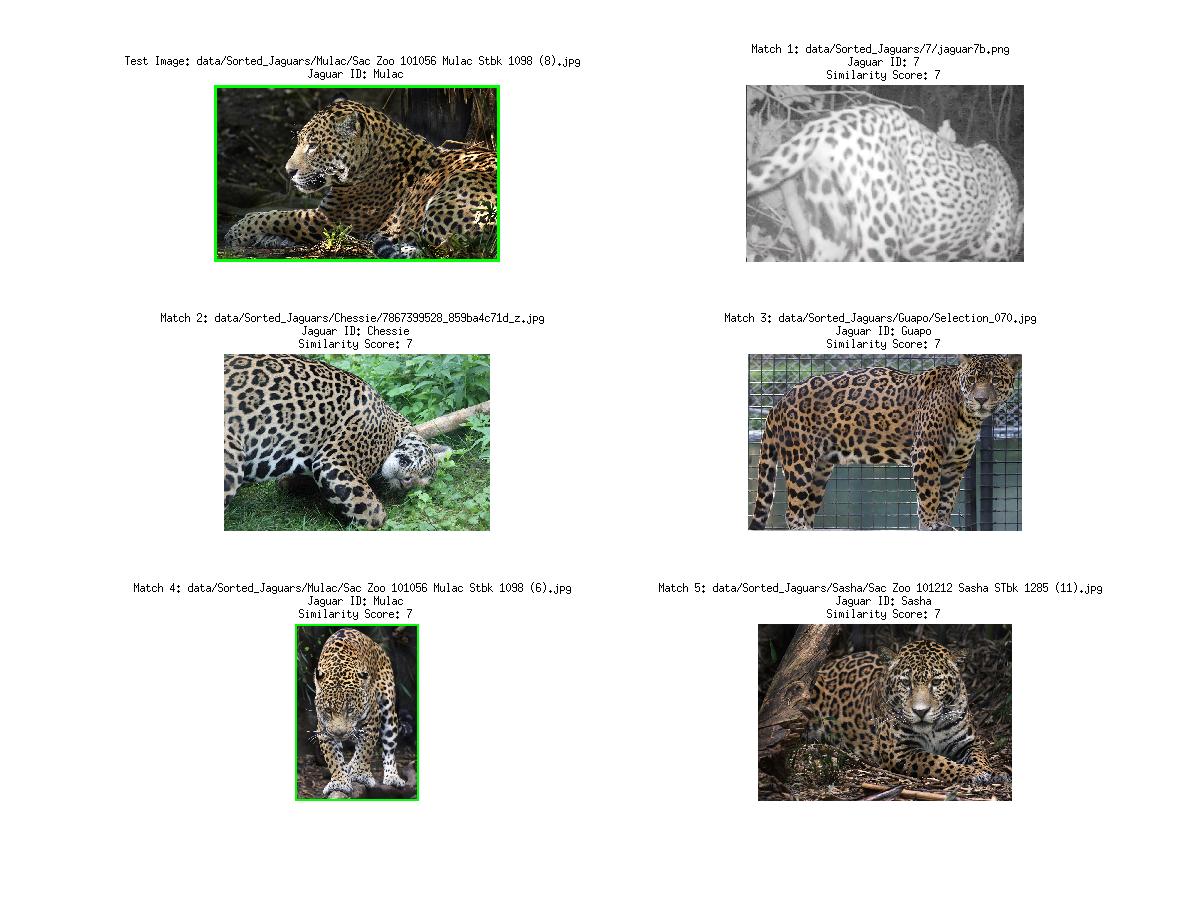 Test Image: data/Sorted_Jaguars/Mulac/Sac Zoo 101056 Mulac Stbk 1098 (8).jpg
Jaguar ID: Mulac
Match 1: data/Sorted_Jaguars/7/jaguar7b.png
Jaguar ID: 7
Similarity Score: 7
Match 2: data/Sorted_Jaguars/Chessie/7867399528_859ba4c71d_z.jpg
Jaguar ID: Chessie
Similarity Score: 7
Match 3: data/Sorted_Jaguars/Guapo/Selection_070.jpg
Jaguar ID: Guapo
Similarity Score: 7
Match 4: data/Sorted_Jaguars/Mulac/Sac Zoo 101056 Mulac Stbk 1098 (6).jpg
Jaguar ID: Mulac
Similarity Score: 7
Match 5: data/Sorted_Jaguars/Sasha/Sac Zoo 101212 Sasha STbk 1285 (11).jpg
Jaguar ID: Sasha
Similarity Score: 7